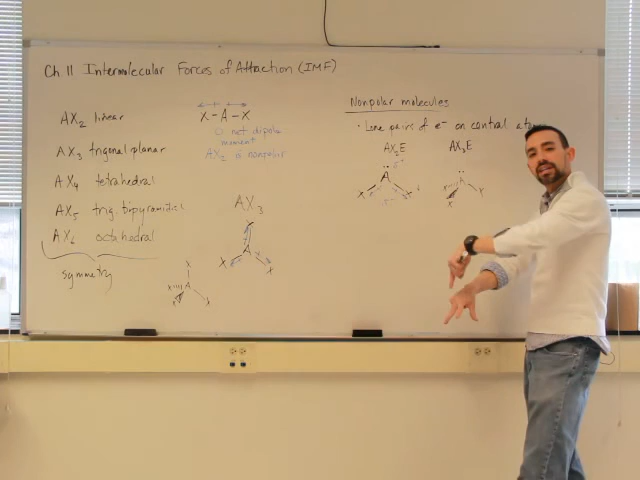 Ch 11 Intermolecular Forces of Attraction (IMF)
AX2 linear
AX3 trigonal planar
AX4 tetrahedral
AX5 trig. bipyramidal
AX6 octahedral
symmetry
X-A-X
0 net dipole
moment
AX2 is nonpolar
AX3
X
A
X X
X
X A
X X
Nonpolar molecules
• Lone pairs of e- on central atom
AX2E AX3E
δ-
A
X X
δ+
X
X